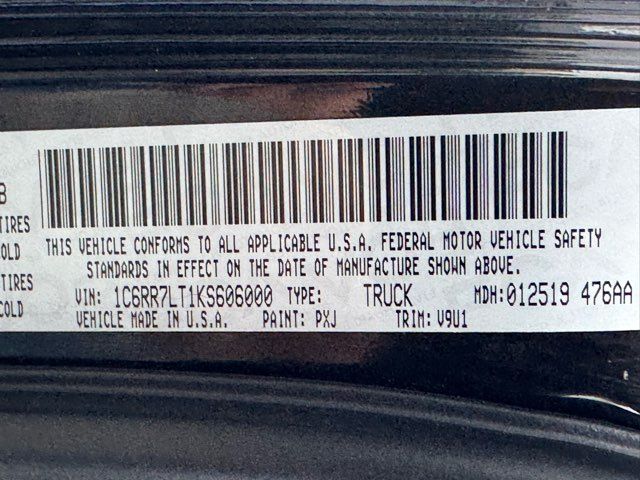 B
TIRES
COLD
TIRES
COLD
THIS VEHICLE CONFORMS TO ALL APPLICABLE U.S.A. FEDERAL MOTOR VEHICLE SAFETY
STANDARDS IN EFFECT ON THE DATE OF MANUFACTURE SHOWN ABOVE.
VIN: 1C6RR7LT1KS606000 TYPE: TRUCK MDH:012519 476AA
VEHICLE MADE IN U.S.A. PAINT: PXJ TRIM: V9U1